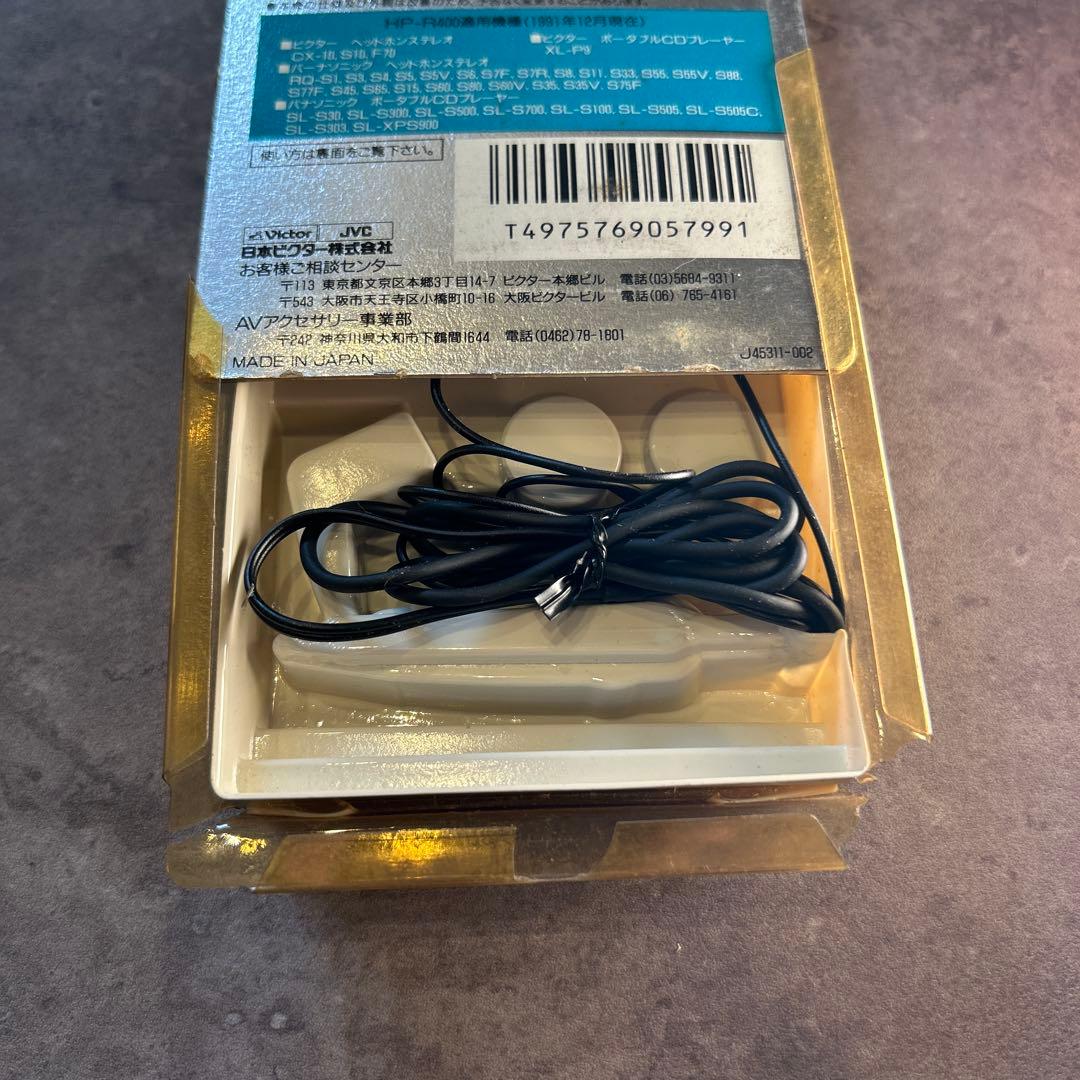 HP-R400適用機種(1991年12月現在)
■ビクター ヘッドホンステレオ
CX-10, S10, F70
■ビクター ポータブルCDプレーヤー
XL-P9
■パナソニック ヘッドホンステレオ
RQ-S1, S3, S4, S5, S5V, S6, S7F, S7R, S8, S11, S33, S55, S55V, S88,
S77F, S45, S65, S15, S60, S80, S60V, S35, S35V, S75F
■パナソニック ポータブルCDプレーヤー
SL-S30, SL-S300, SL-S500, SL-S700, SL-S100, SL-S505, SL-S505C,
SL-S303, SL-XPS900
使い方は裏面をご覧下さい。
T4975769057991
Victor JVC
日本ビクター株式会社
お客様ご相談センター
〒113 東京都文京区本郷3丁目14-7 ビクター本郷ビル 電話(03)5684-9311
〒543 大阪市天王寺区小橋町10-16 大阪ビクタービル 電話(06) 765-4161
AVアクセサリー事業部
〒242 神奈川県大和市下鶴間1644 電話(0462)78-1801
MADE IN JAPAN
J45311-002